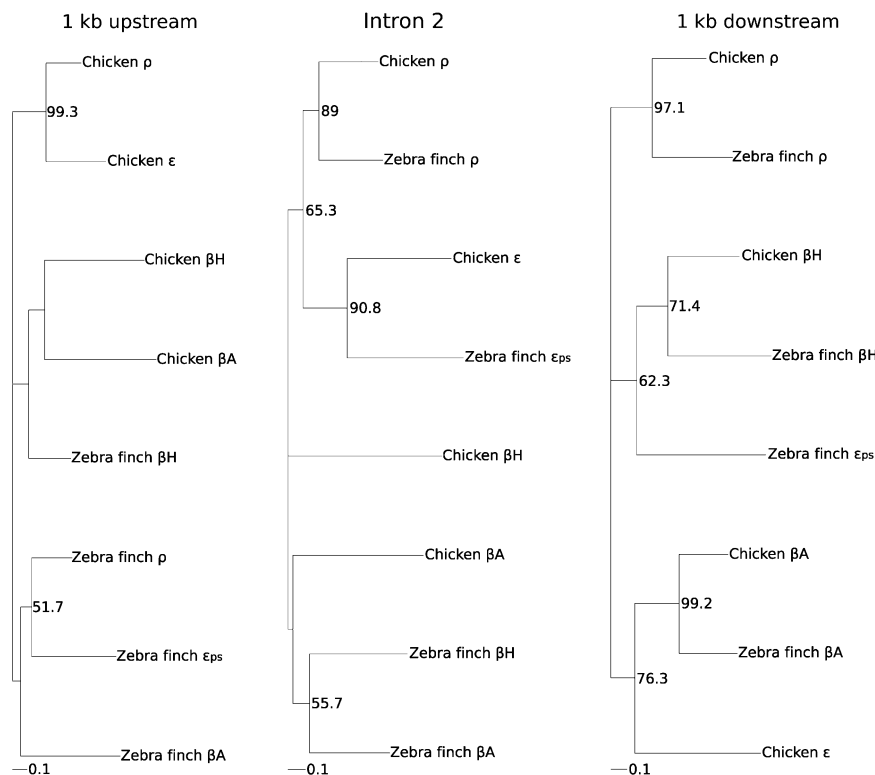 1 kb upstream
Chicken ρ
99.3
Chicken ε
Chicken βH
Chicken βA
Zebra finch βH
Zebra finch ρ
51.7
Zebra finch εps
Zebra finch βA
0.1
Intron 2
Chicken ρ
89
Zebra finch ρ
65.3
Chicken ε
90.8
Zebra finch εps
Chicken βH
Chicken βA
Zebra finch βH
55.7
Zebra finch βA
0.1
1 kb downstream
Chicken ρ
97.1
Zebra finch ρ
Chicken βH
71.4
Zebra finch βH
62.3
Zebra finch εps
Chicken βA
99.2
Zebra finch βA
76.3
Chicken ε
0.1